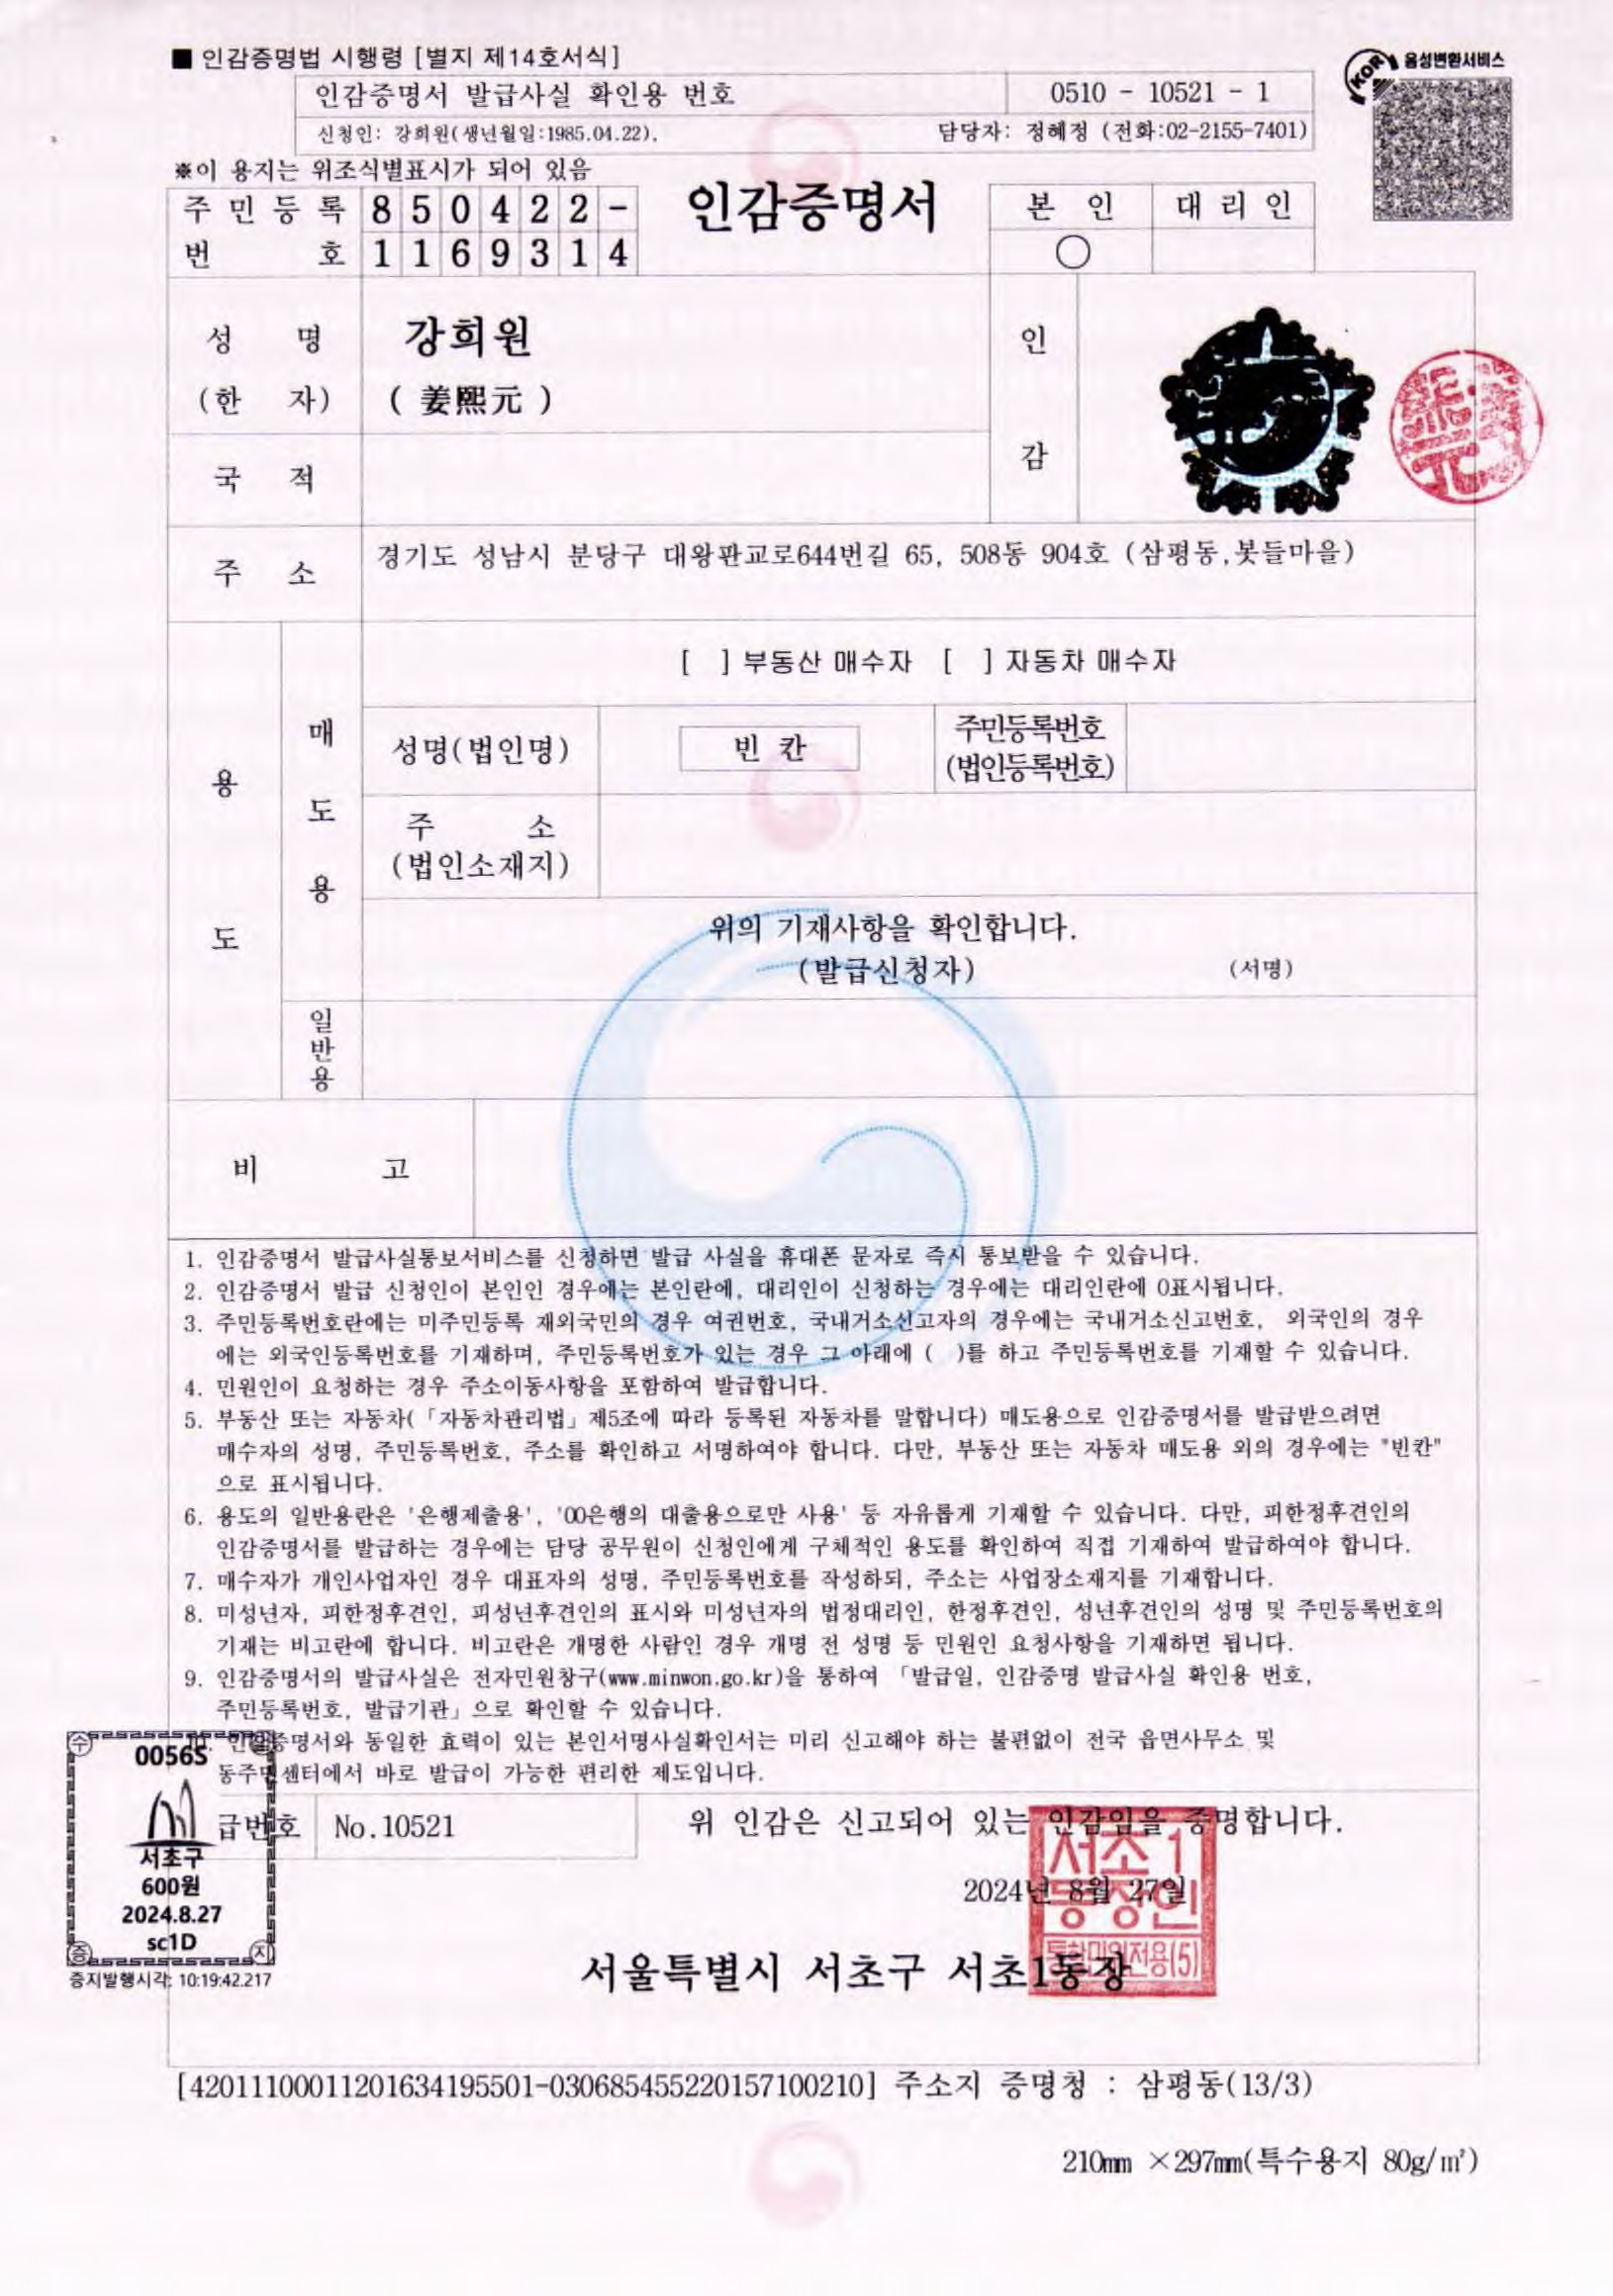 ■ 인감증명법 시행령 [별지 제14호서식]
음성변환서비스
KOR
인감증명서 발급사실 확인용 번호 0510 - 10521 - 1
신청인: 강희원(생년월일:1985.04.22). 담당자: 정혜정 (전화:02-2155-7401)
※이 용지는 위조식별표시가 되어 있음
주민등록 850422-
번호 1169314
인감증명서
본인 대리인
○
성명 강희원
(한자) (姜熙元)
인감
국적
주소 경기도 성남시 분당구 대왕판교로644번길 65, 508동 904호 (삼평동,봇들마을)
용도
매도용
[ ] 부동산 매수자 [ ] 자동차 매수자
성명(법인명) 빈 칸 주민등록번호
(법인등록번호)
주소
(법인소재지)
위의 기재사항을 확인합니다.
(발급신청자) (서명)
일반용
비고
1. 인감증명서 발급사실통보서비스를 신청하면 발급 사실을 휴대폰 문자로 즉시 통보받을 수 있습니다.
2. 인감증명서 발급 신청인이 본인인 경우에는 본인란에, 대리인이 신청하는 경우에는 대리인란에 0표시됩니다.
3. 주민등록번호란에는 미주민등록 재외국민의 경우 여권번호, 국내거소신고자의 경우에는 국내거소신고번호, 외국인의 경우
에는 외국인등록번호를 기재하며, 주민등록번호가 있는 경우 그 아래에 ( )를 하고 주민등록번호를 기재할 수 있습니다.
4. 민원인이 요청하는 경우 주소이동사항을 포함하여 발급합니다.
5. 부동산 또는 자동차(「자동차관리법」 제5조에 따라 등록된 자동차를 말합니다) 매도용으로 인감증명서를 발급받으려면
매수자의 성명, 주민등록번호, 주소를 확인하고 서명하여야 합니다. 다만, 부동산 또는 자동차 매도용 외의 경우에는 "빈칸"
으로 표시됩니다.
6. 용도의 일반용란은 '은행제출용', '00은행의 대출용으로만 사용' 등 자유롭게 기재할 수 있습니다. 다만, 피한정후견인의
인감증명서를 발급하는 경우에는 담당 공무원이 신청인에게 구체적인 용도를 확인하여 직접 기재하여 발급하여야 합니다.
7. 매수자가 개인사업자인 경우 대표자의 성명, 주민등록번호를 작성하되, 주소는 사업장소재지를 기재합니다.
8. 미성년자, 피한정후견인, 피성년후견인의 표시와 미성년자의 법정대리인, 한정후견인, 성년후견인의 성명 및 주민등록번호의
기재는 비고란에 합니다. 비고란은 개명한 사람인 경우 개명 전 성명 등 민원인 요청사항을 기재하면 됩니다.
9. 인감증명서의 발급사실은 전자민원창구(www.minwon.go.kr)을 통하여 「발급일, 인감증명 발급사실 확인용 번호,
주민등록번호, 발급기관」으로 확인할 수 있습니다.
10. 인감증명서와 동일한 효력이 있는 본인서명사실확인서는 미리 신고해야 하는 불편없이 전국 읍면사무소 및
동주민센터에서 바로 발급이 가능한 편리한 제도입니다.
수
0056S
서초구
600원
2024.8.27
sc1D
증 지
증지발행시각: 10:19:42.217
급번호 No.10521
위 인감은 신고되어 있는 인감임을 증명합니다.
2024년 8월 27일
서울특별시 서초구 서초1동장
서초1
동장인
통합민원전용(5)
[42011100011201634195501-030685455220157100210] 주소지 증명청 : 삼평동(13/3)
210mm ×297mm(특수용지 80g/㎡)